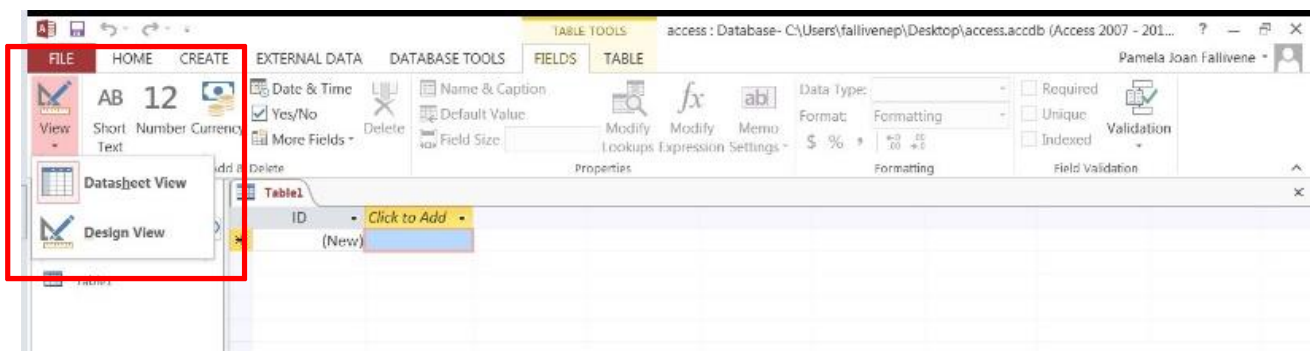 TABLE TOOLS access : Database- C:\Users\fallivenep\Desktop\access.accdb (Access 2007 - 201... ?
FILE HOME CREATE EXTERNAL DATA DATABASE TOOLS FIELDS TABLE Pamela Joan Fallivene
View
AB
Short
Text
12
Number
Currency
Date & Time
Yes/No
More Fields
Delete
Name & Caption
Default Value
Field Size
Modify
Lookups
fx
Modify
Expression
ab
Memo
Settings
Data Type:
Format: Formatting
$ % ,
Required
Unique
Indexed
Validation
Delete Properties Formatting Field Validation
Datasheet View
Design View
Table1
ID Click to Add
(New)
Table1